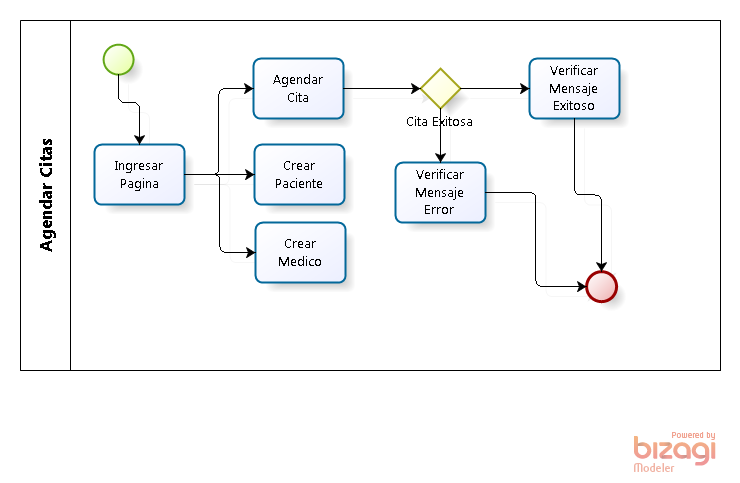 Agendar Citas
Ingresar
Pagina
Agendar
Cita
Crear
Paciente
Crear
Medico
Cita Exitosa
Verificar
Mensaje
Exitoso
Verificar
Mensaje
Error
Powered by
bizagi
Modeler